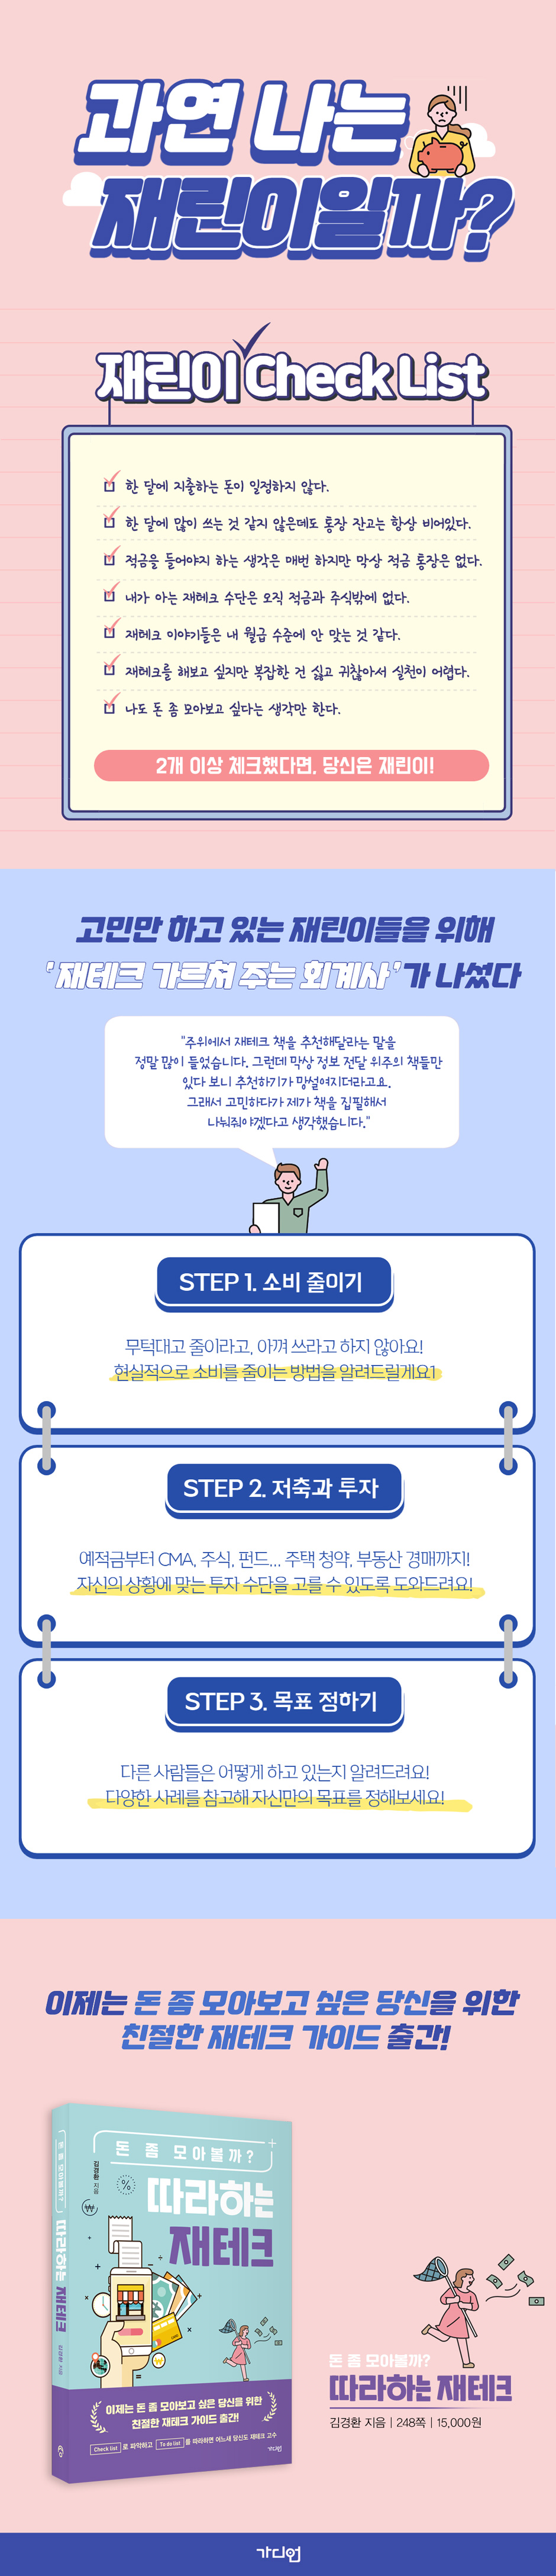 과연 나는
재린이일까?
재린이 Check List
한 달에 지출하는 돈이 일정하지 않다.
한 달에 많이 쓰는 것 같지 않은데도 통장 잔고는 항상 비어있다.
적금을 들어야지 하는 생각은 매번 하지만 막상 적금 통장은 없다.
내가 아는 재테크 수단은 오직 적금과 주식밖에 없다.
재테크 이야기들은 내 월급 수준에 안 맞는 것 같다.
재테크를 해보고 싶지만 복잡한 건 싫고 귀찮아서 실천이 어렵다.
나도 돈 좀 모아보고 싶다는 생각만 한다.
2개 이상 체크했다면, 당신은 재린이!
고민만 하고 있는 재린이들을 위해
'재테크 가르쳐 주는 회계사'가 나섰다
"주위에서 재테크 책을 추천해달라는 말을
정말 많이 들었습니다. 그런데 막상 정보 전달 위주의 책들만
있다 보니 추천하기가 망설여지더라고요.
그래서 고민하다가 제가 책을 집필해서
나눠줘야겠다고 생각했습니다."
STEP 1. 소비 줄이기
무턱대고 줄이라고, 아껴 쓰라고 하지 않아요!
현실적으로 소비를 줄이는 방법을 알려드릴게요1
STEP 2. 저축과 투자
예적금부터 CMA, 주식, 펀드... 주택 청약, 부동산 경매까지!
자신의 상황에 맞는 투자 수단을 고를 수 있도록 도와드려요!
STEP 3. 목표 정하기
다른 사람들은 어떻게 하고 있는지 알려드려요!
다양한 사례를 참고해 자신만의 목표를 정해보세요!
이제는 돈 좀 모아보고 싶은 당신을 위한
친절한 재테크 가이드 출간!
돈 좀 모아볼까?
따라하는 재테크
김경환 지음
돈 좀 모아볼까?
김경환 지음
따라하는
재테크
이제는 돈 좀 모아보고 싶은 당신을 위한
친절한 재테크 가이드 출간!
Check list 로 파악하고 To do list 를 따라하면 어느새 당신도 재테크 고수
가디언
돈 좀 모아볼까?
따라하는 재테크
김경환 지음 | 248쪽 | 15,000원
가디언